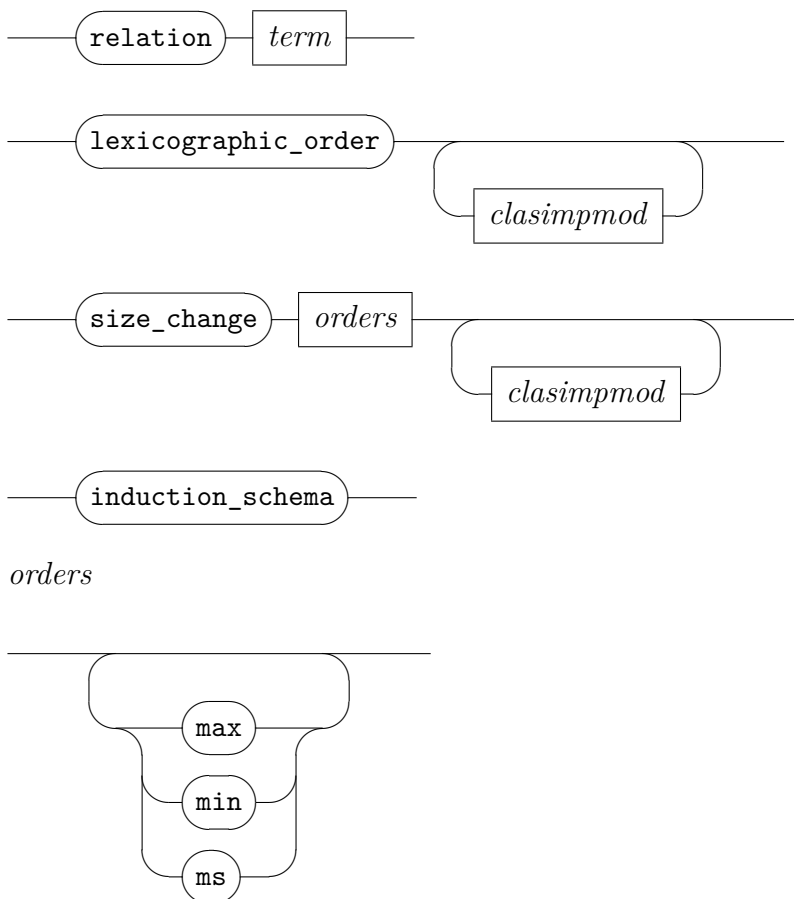 relation term
lexicographic_order
clasimpmod
size_change orders
clasimpmod
induction_schema
orders
max
min
ms